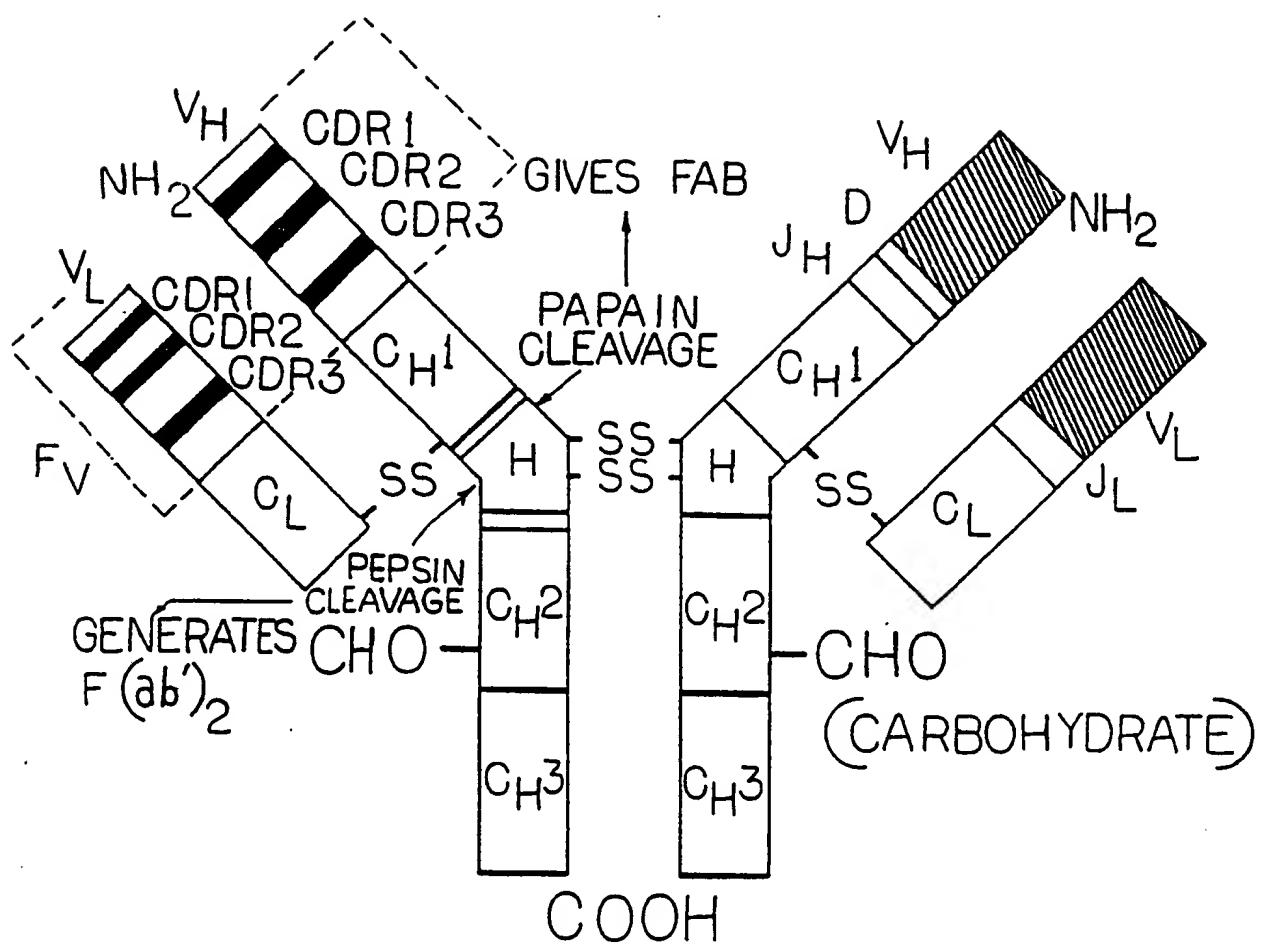 VH
CDR1
CDR2
CDR3
NH2
GIVES FAB
VL
CDR1
CDR2
CDR3
FV
CH1
PAPAIN
CLEAVAGE
SS
H
CL
SS
SS
PEPSIN
CLEAVAGE
GENERATES
F(ab')2
CHO
CH2
CH3
VH
D
JH
NH2
CH1
H
SS
VL
JL
CL
CH2
CHO
(CARBOHYDRATE)
CH3
COOH